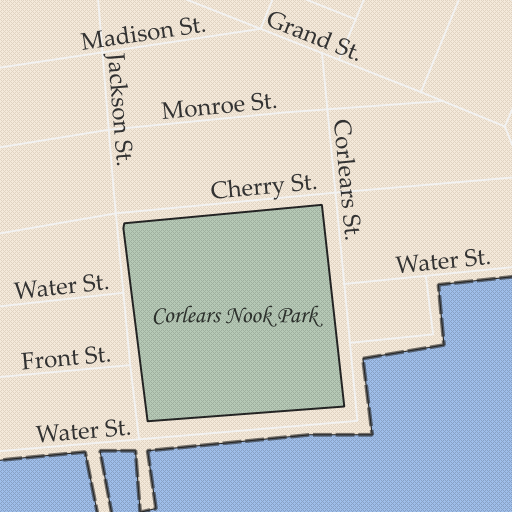 Madison St.
Grand St.
Jackson St.
Monroe St.
Corlears St.
Cherry St.
Water St.
Water St.
Corlears Nook Park
Front St.
Water St.